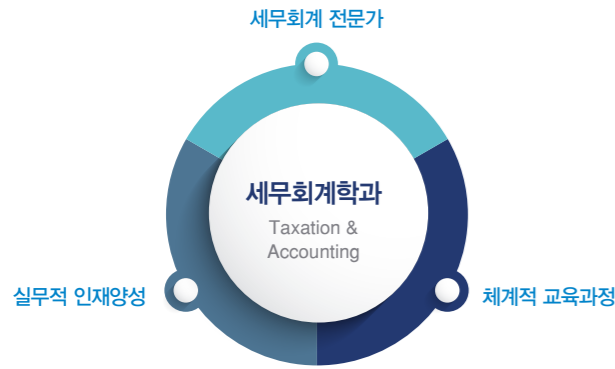 세무회계 전문가
세무회계학과
Taxation &
Accounting
실무적 인재양성
체계적 교육과정